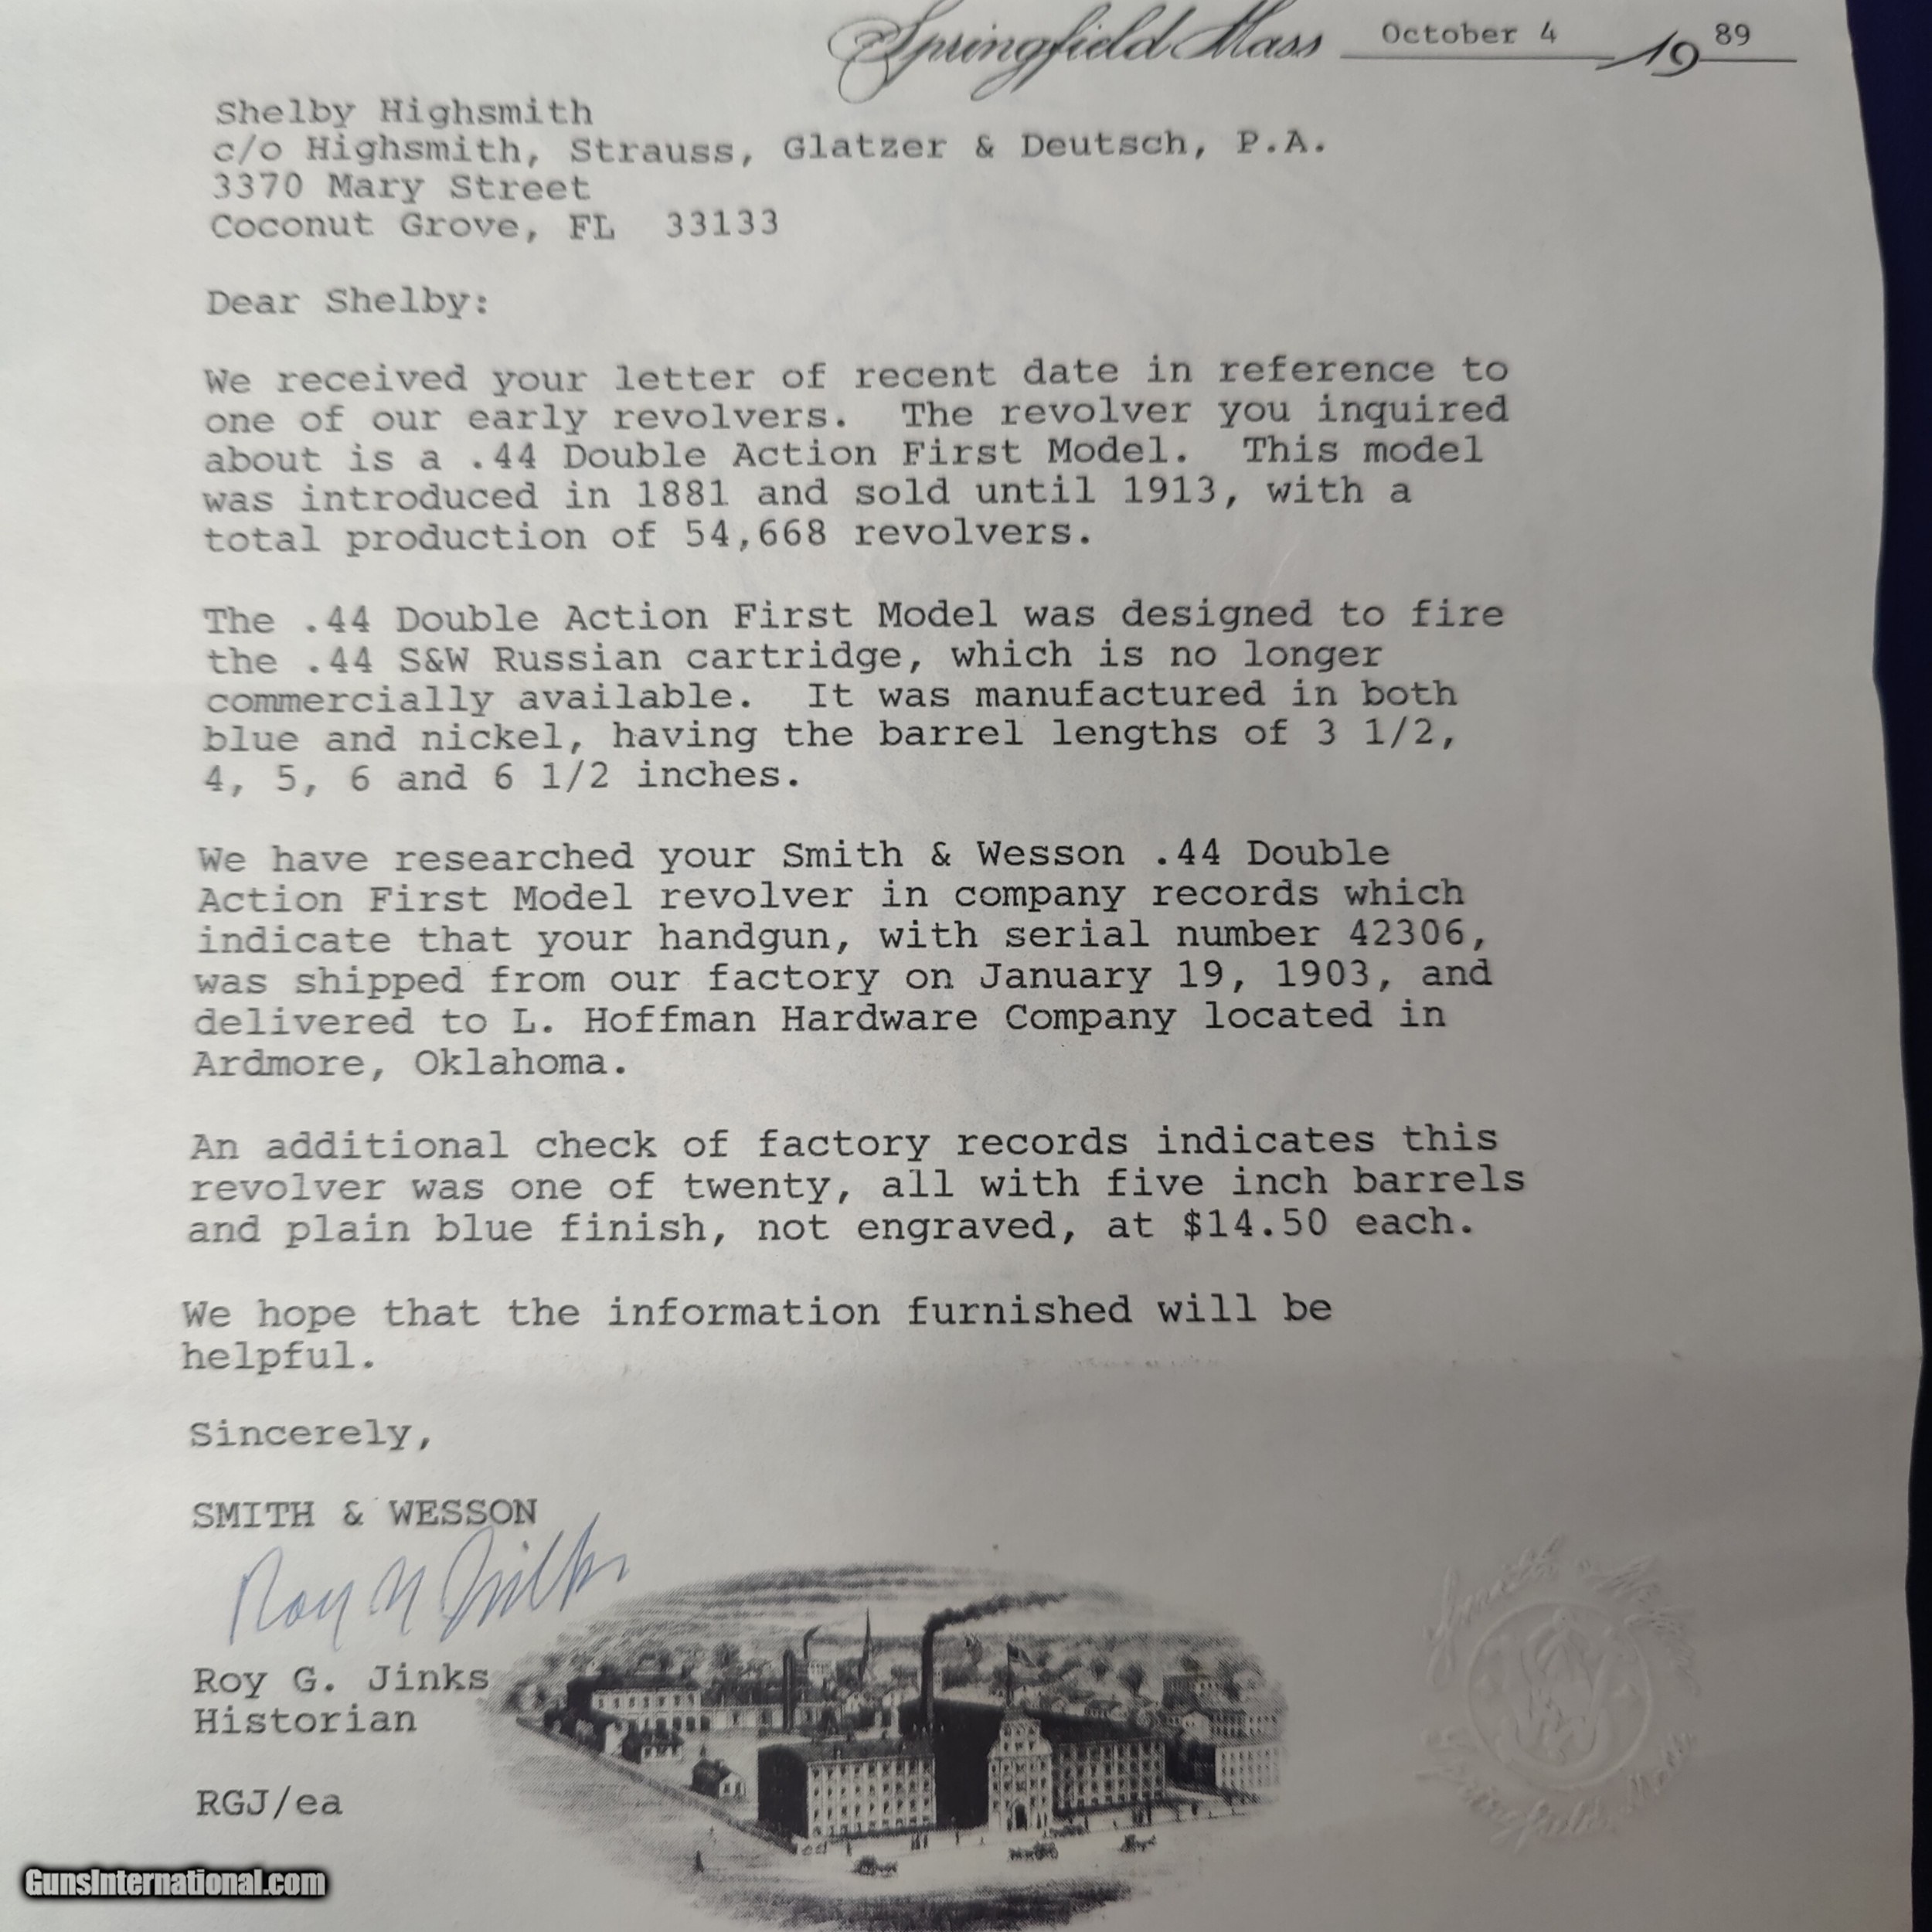 Springfield Mass October 4 1989
Shelby Highsmith
c/o Highsmith, Strauss, Glatzer & Deutsch, P.A.
3370 Mary Street
Coconut Grove, FL 33133
Dear Shelby:
We received your letter of recent date in reference to
one of our early revolvers. The revolver you inquired
about is a .44 Double Action First Model. This model
was introduced in 1881 and sold until 1913, with a
total production of 54,668 revolvers.
The .44 Double Action First Model was designed to fire
the .44 S&W Russian cartridge, which is no longer
commercially available. It was manufactured in both
blue and nickel, having the barrel lengths of 3 1/2,
4, 5, 6 and 6 1/2 inches.
We have researched your Smith & Wesson .44 Double
Action First Model revolver in company records which
indicate that your handgun, with serial number 42306,
was shipped from our factory on January 19, 1903, and
delivered to L. Hoffman Hardware Company located in
Ardmore, Oklahoma.
An additional check of factory records indicates this
revolver was one of twenty, all with five inch barrels
and plain blue finish, not engraved, at $14.50 each.
We hope that the information furnished will be
helpful.
Sincerely,
SMITH & WESSON
Roy G. Jinks
Historian
RGJ/ea
Smith & Wesson
Springfield, Mass.
GunsInternational.com